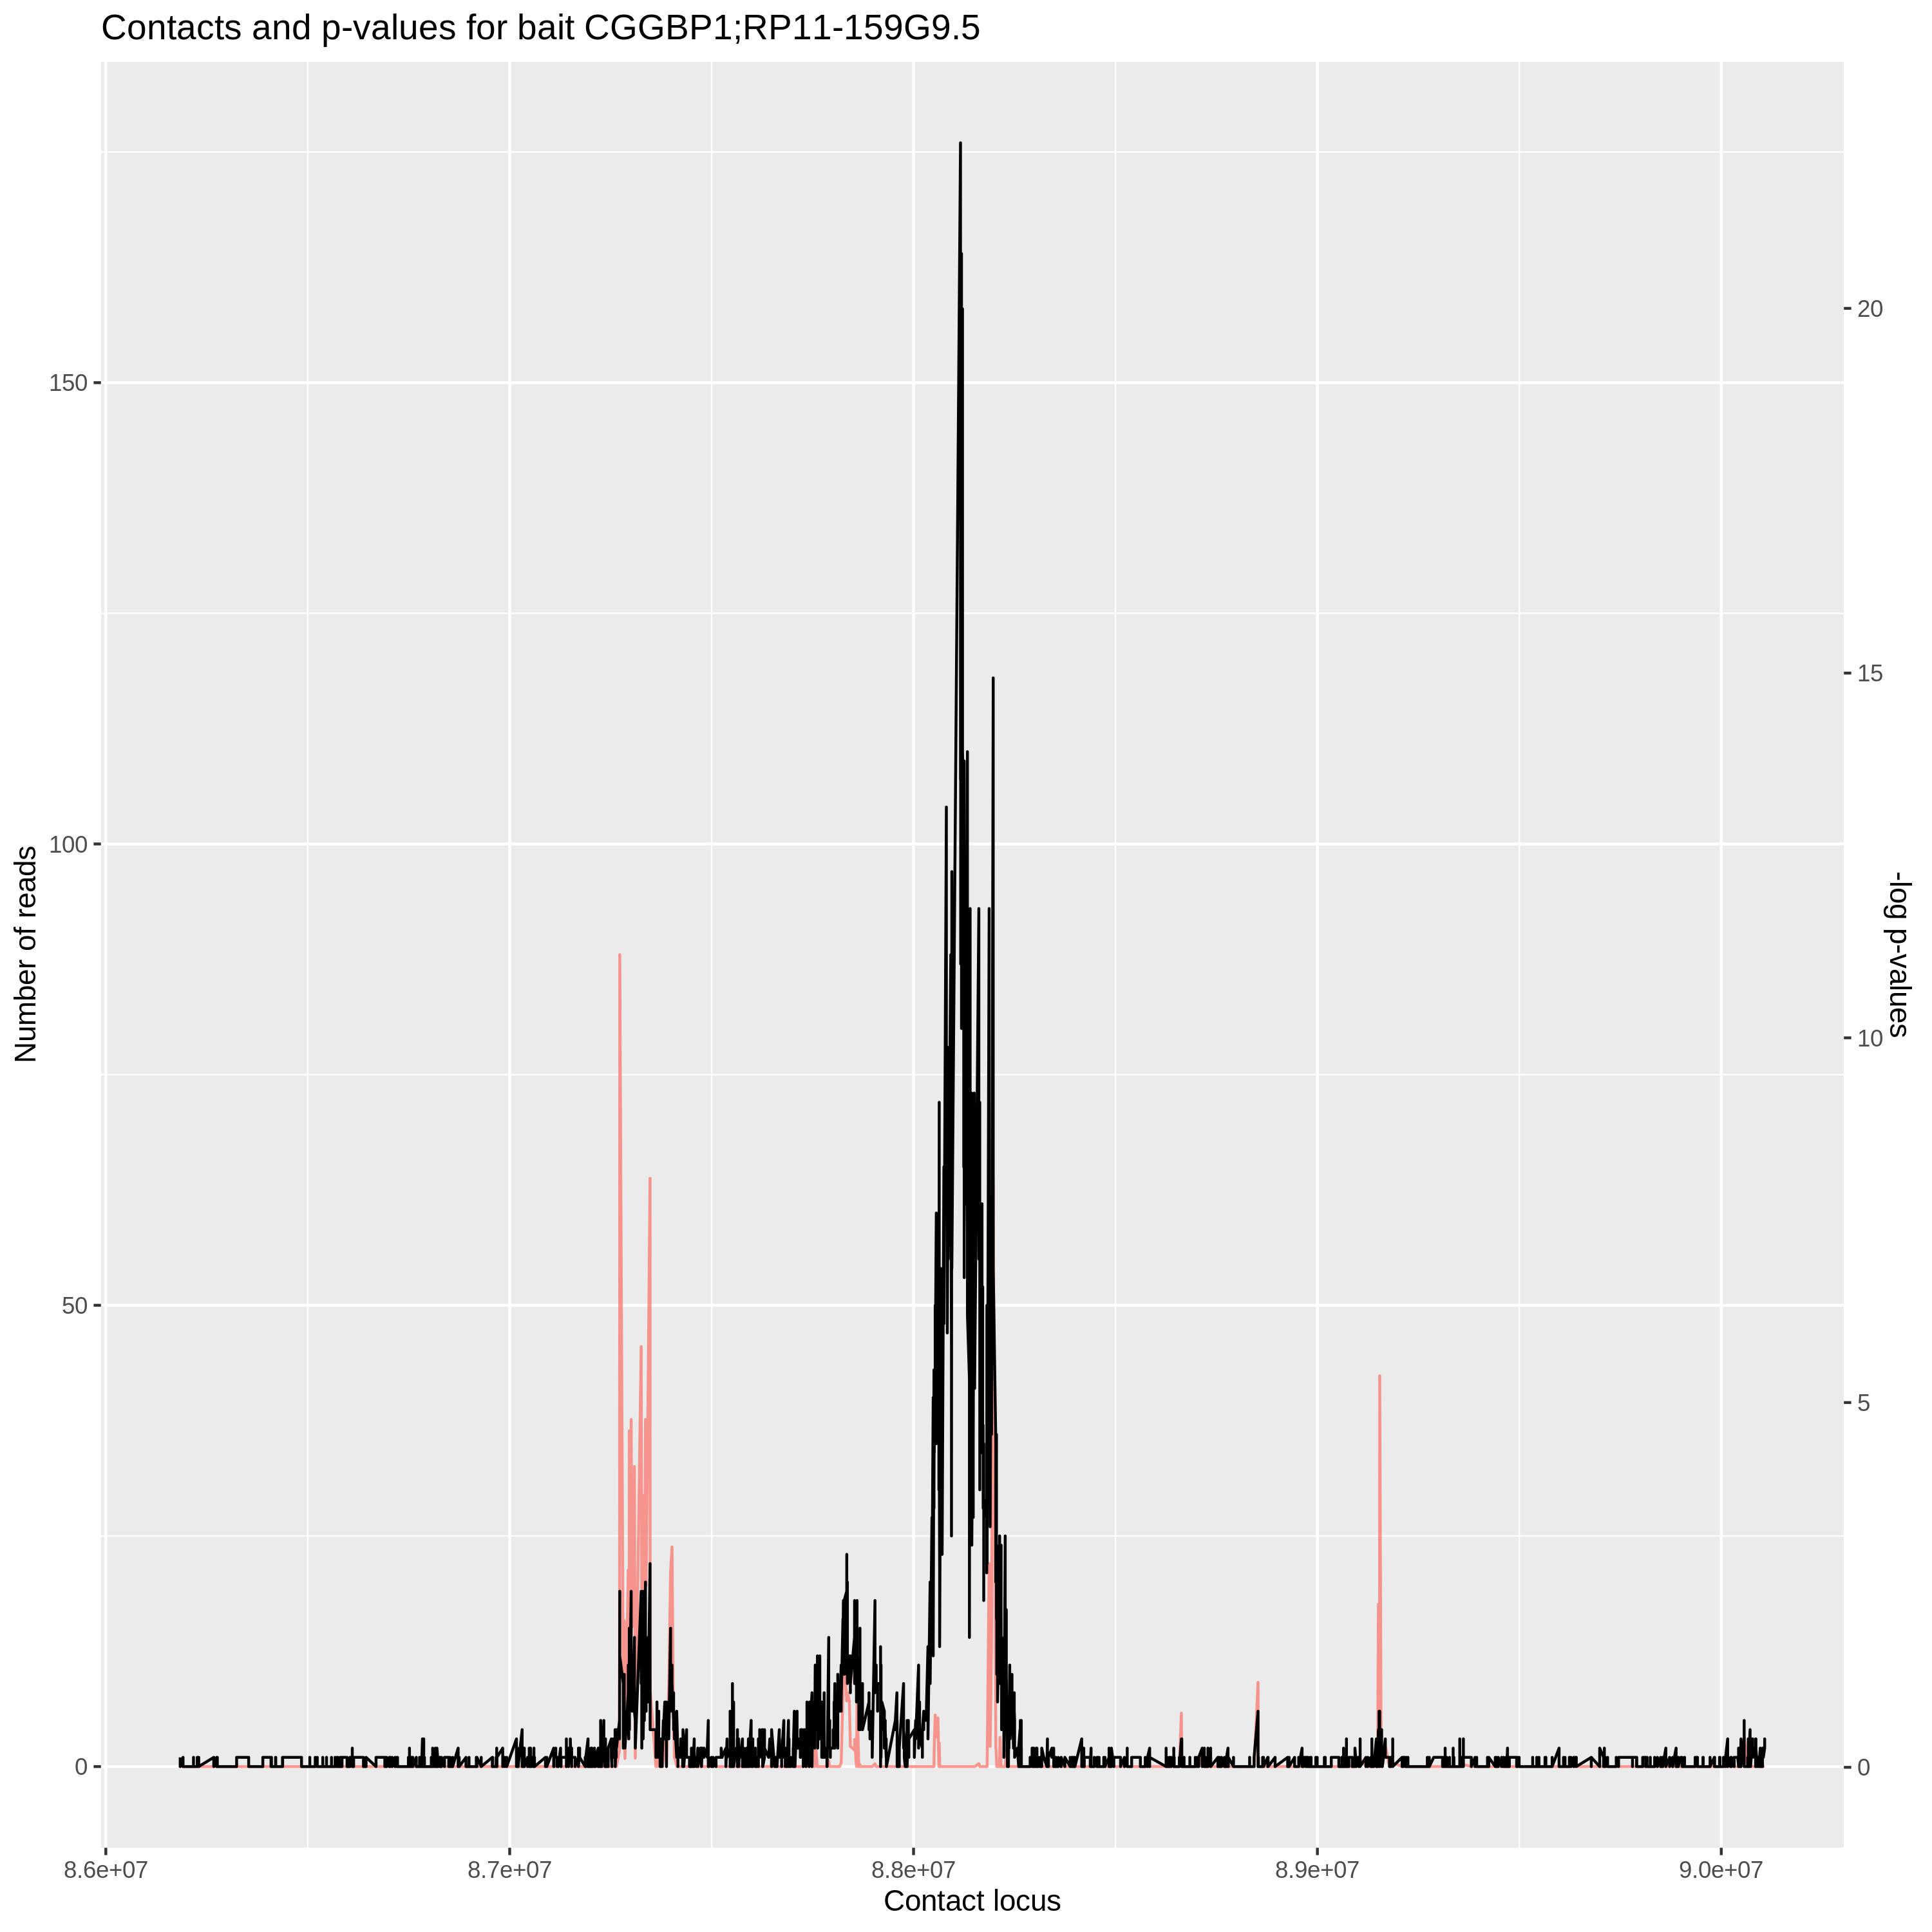 Contacts and p-values for bait CGGBP1;RP11-159G9.5
Number of reads
150
100
50
0
20
15
10
5
0
-log p-values
8.6e+07
8.7e+07
8.8e+07
8.9e+07
9.0e+07
Contact locus